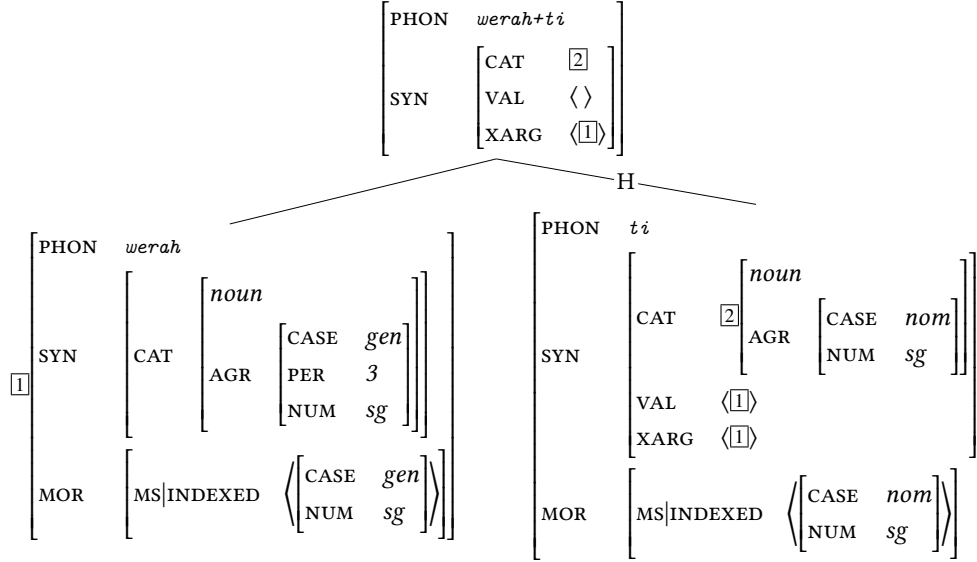 PHON werah+ti
SYN
CAT 2
VAL ⟨ ⟩
XARG ⟨1⟩
H
1
PHON werah
SYN
CAT
noun
AGR
CASE gen
PER 3
NUM sg
MOR
MS|INDEXED
CASE gen
NUM sg
PHON ti
SYN
CAT 2
noun
AGR
CASE nom
NUM sg
VAL ⟨1⟩
XARG ⟨1⟩
MOR
MS|INDEXED
CASE nom
NUM sg